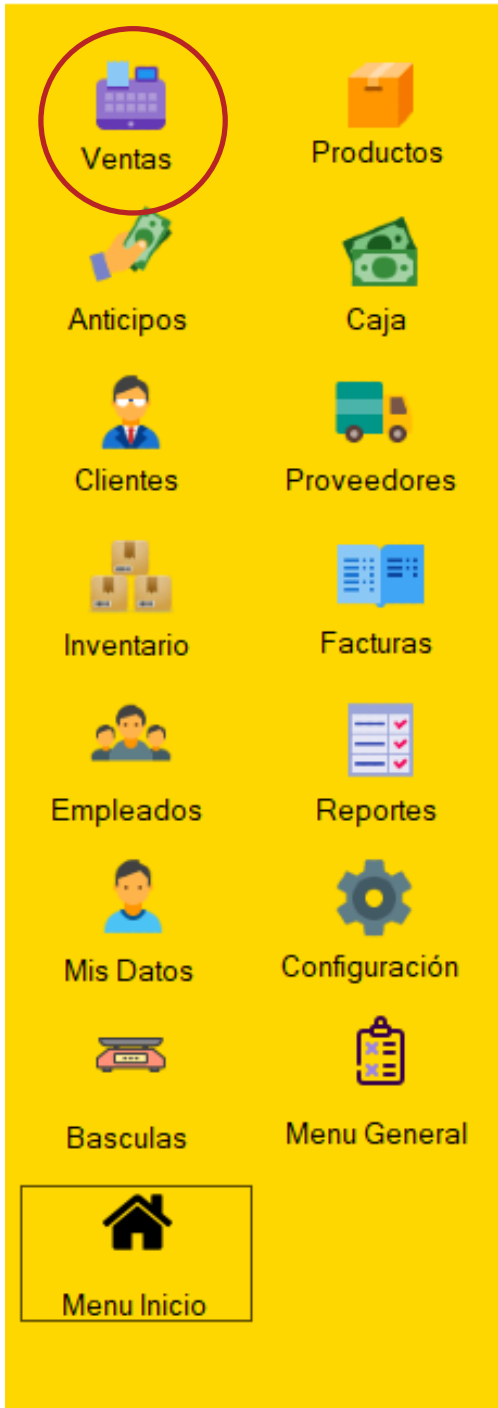 Ventas
Productos
Anticipos
Caja
Clientes
Proveedores
Inventario
Facturas
Empleados
Reportes
Mis Datos
Configuración
Basculas
Menu General
Menu Inicio